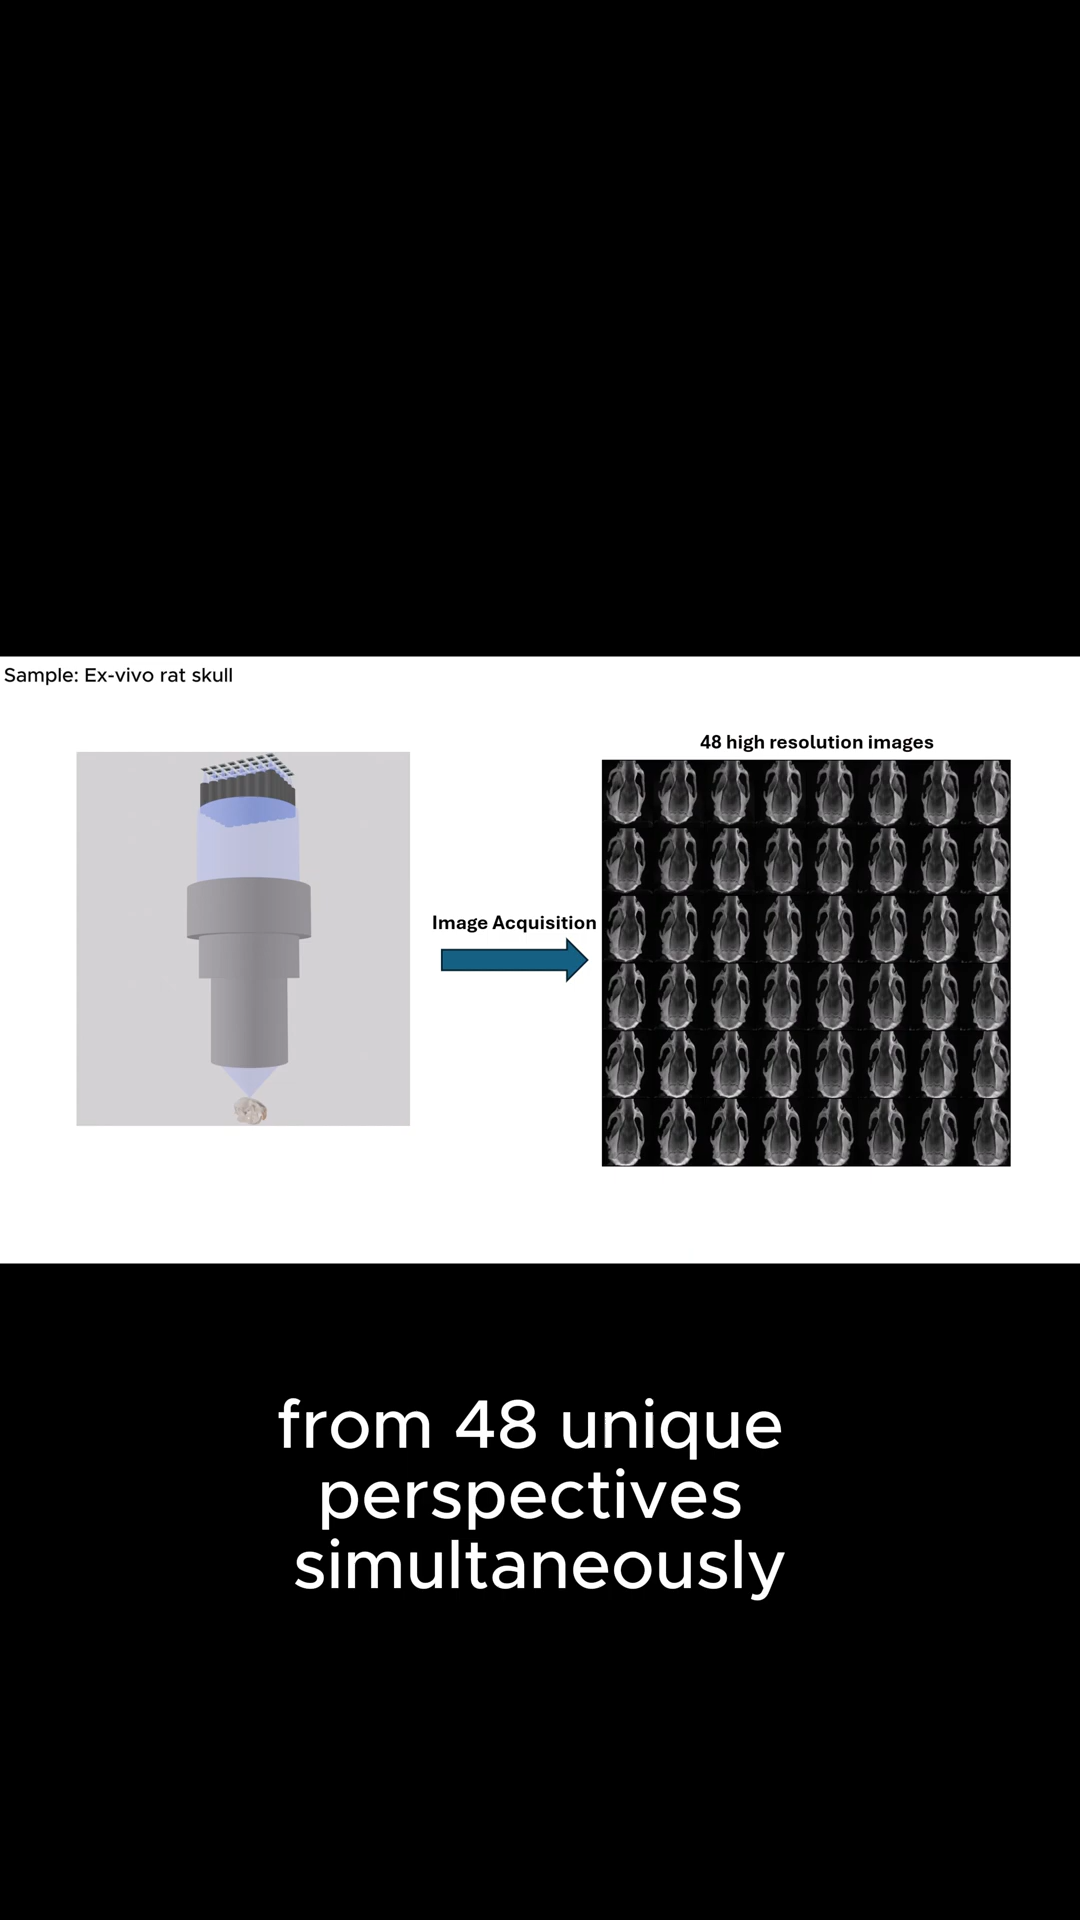 Sample: Ex-vivo rat skull
48 high resolution images
Image Acquisition
from 48 unique
perspectives
simultaneously